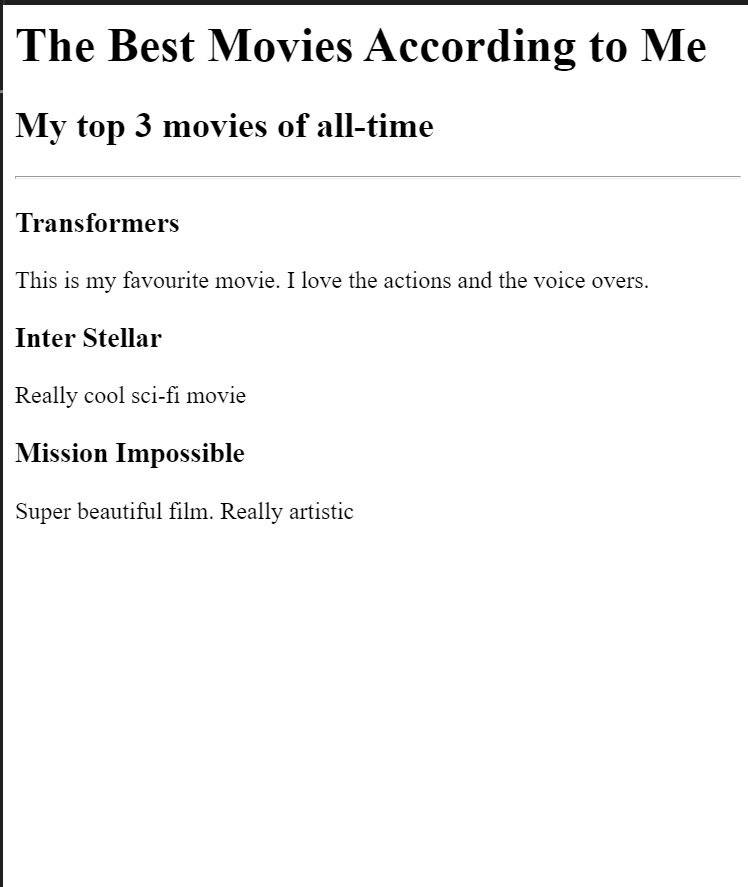 The Best Movies According to Me
My top 3 movies of all-time
Transformers
This is my favourite movie. I love the actions and the voice overs.
Inter Stellar
Really cool sci-fi movie
Mission Impossible
Super beautiful film. Really artistic